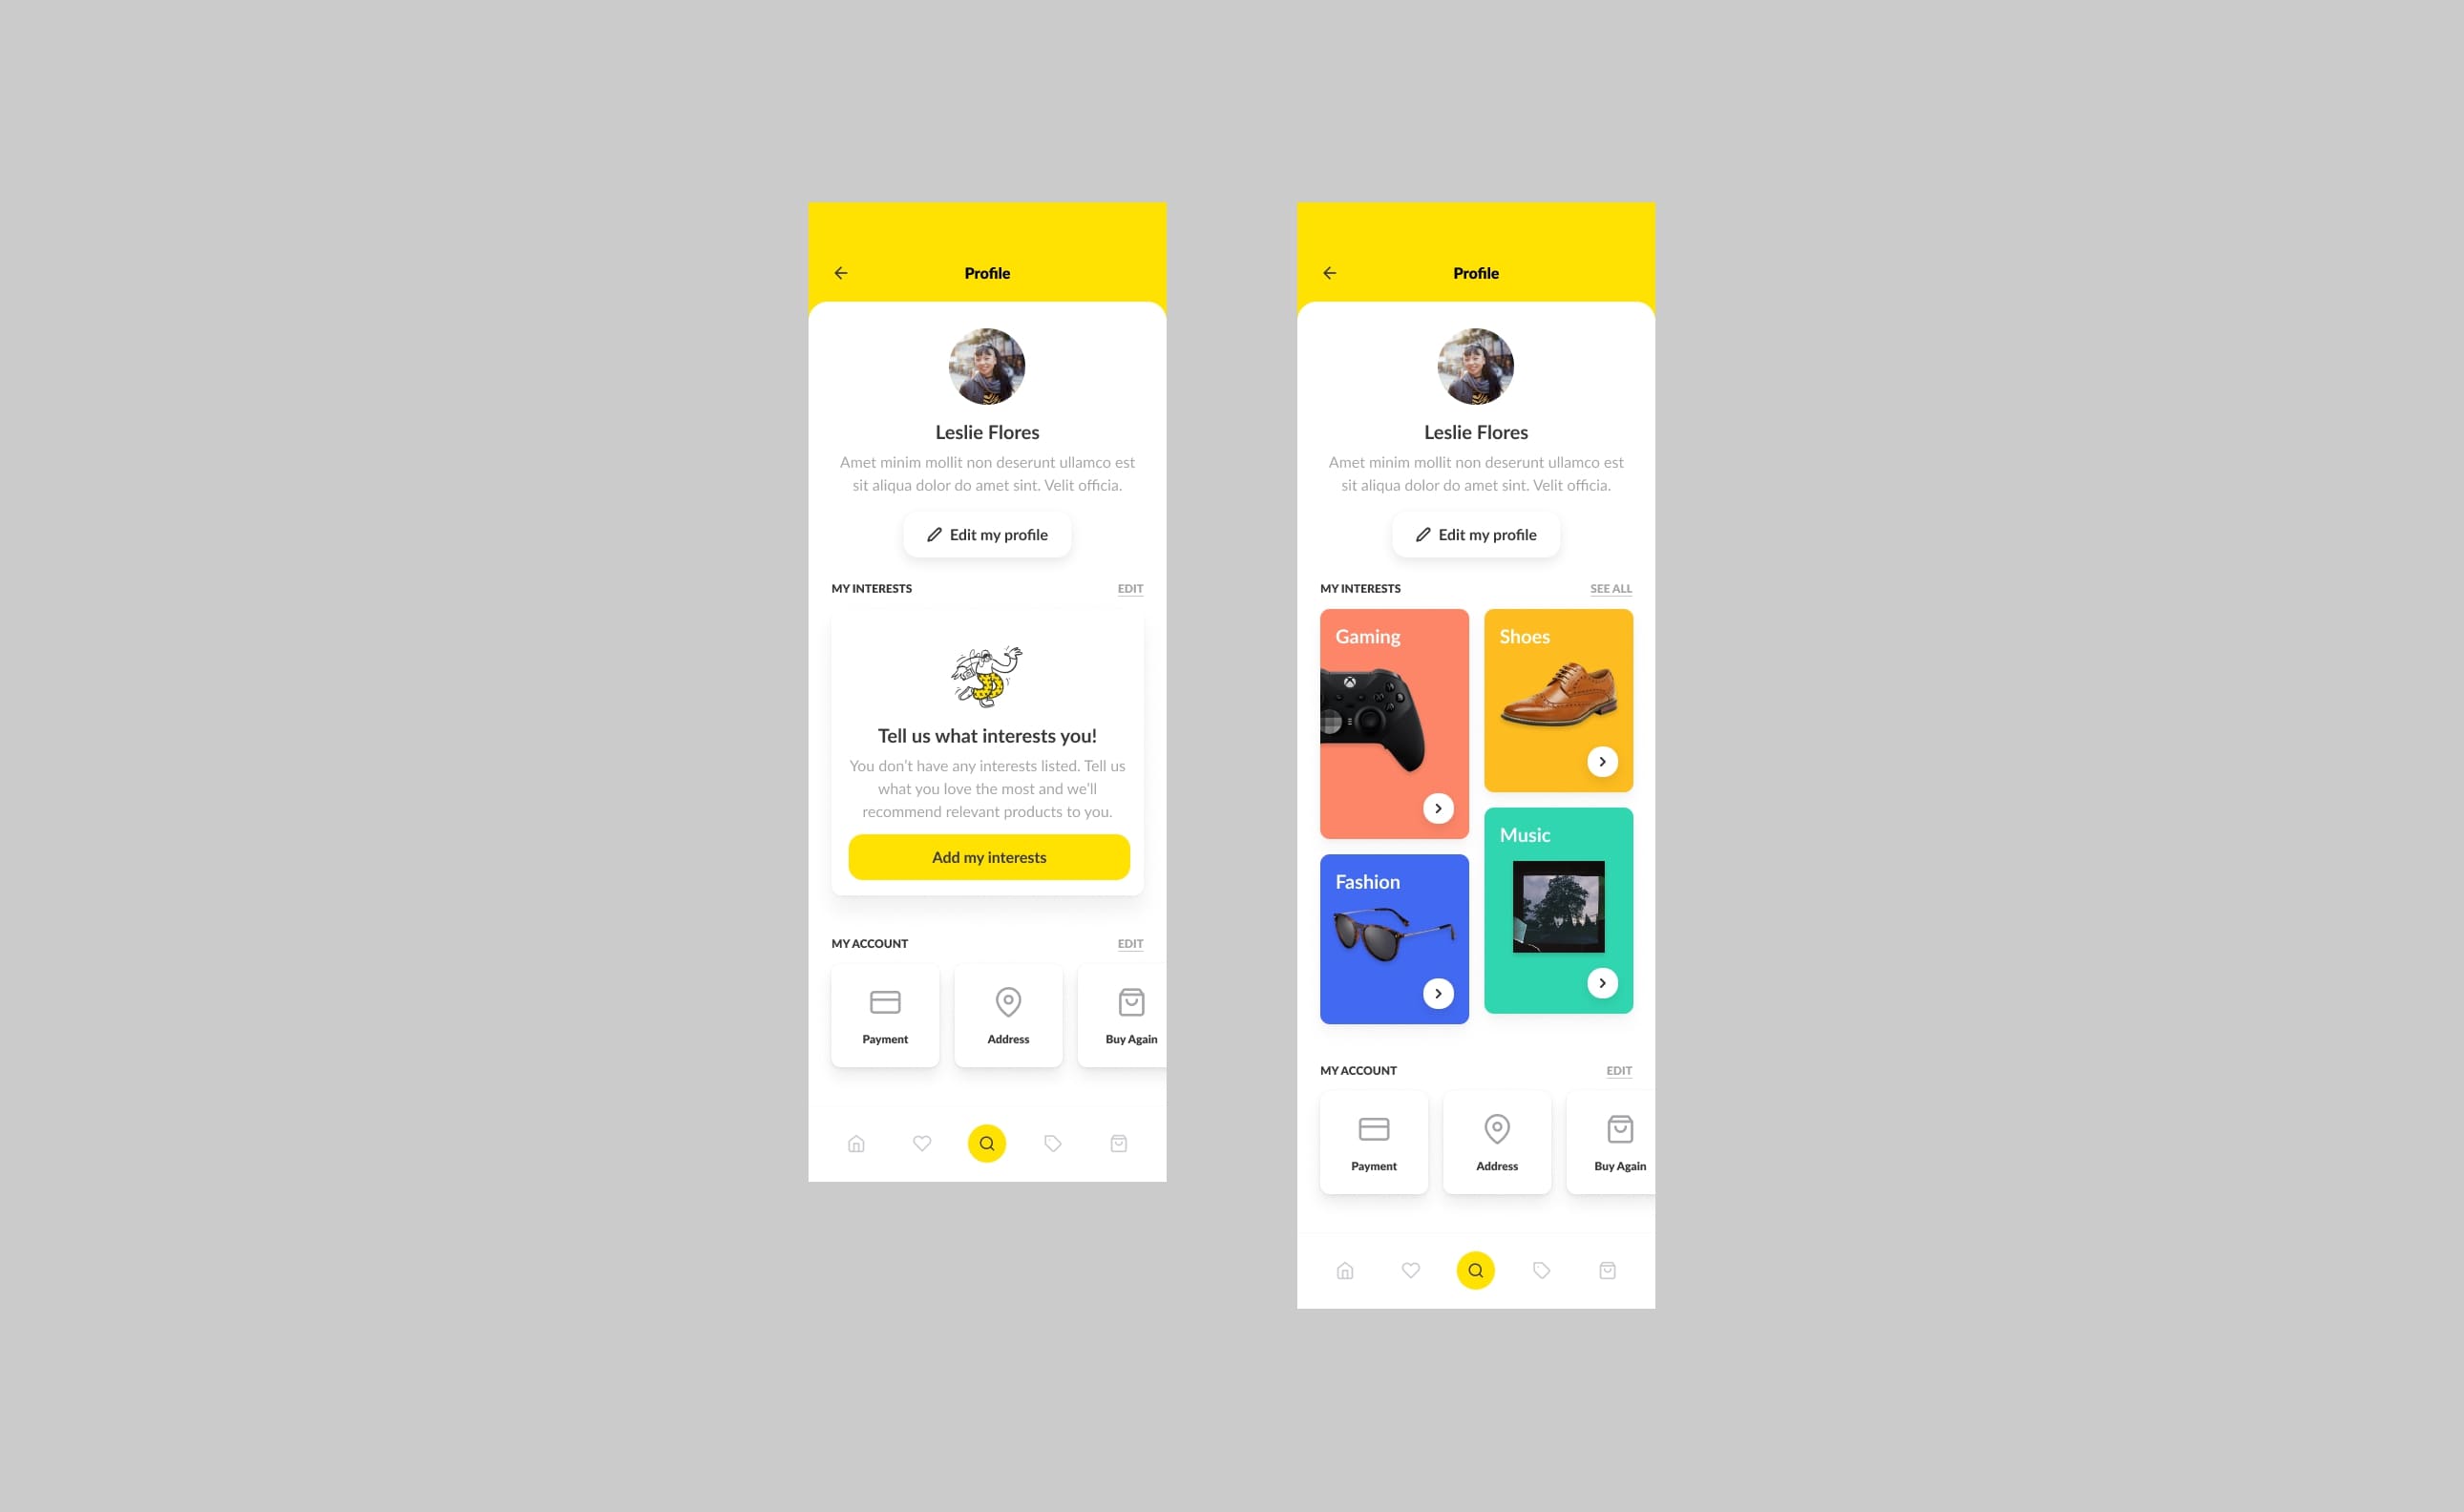 Profile
Leslie Flores
Amet minim mollit non deserunt ullamco est
sit aliqua dolor do amet sint. Velit officia.
Edit my profile
MY INTERESTS
EDIT
Tell us what interests you!
You don't have any interests listed. Tell us
what you love the most and we'll
recommend relevant products to you.
Add my interests
MY ACCOUNT
EDIT
Payment
Address
Buy Again
Profile
Leslie Flores
Amet minim mollit non deserunt ullamco est
sit aliqua dolor do amet sint. Velit officia.
Edit my profile
MY INTERESTS
SEE ALL
Gaming
Shoes
Fashion
Music
MY ACCOUNT
EDIT
Payment
Address
Buy Again